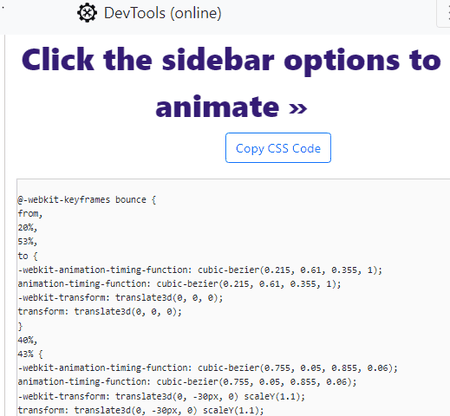 DevTools (online)
Click the sidebar options to
animate »
Copy CSS Code
@-webkit-keyframes bounce {
from,
20%,
53%,
to {
-webkit-animation-timing-function: cubic-bezier(0.215, 0.61, 0.355, 1);
animation-timing-function: cubic-bezier(0.215, 0.61, 0.355, 1);
-webkit-transform: translate3d(0, 0, 0);
transform: translate3d(0, 0, 0);
}
40%,
43% {
-webkit-animation-timing-function: cubic-bezier(0.755, 0.05, 0.855, 0.06);
animation-timing-function: cubic-bezier(0.755, 0.05, 0.855, 0.06);
-webkit-transform: translate3d(0, -30px, 0) scaleY(1.1);
transform: translate3d(0, -30px, 0) scaleY(1.1);